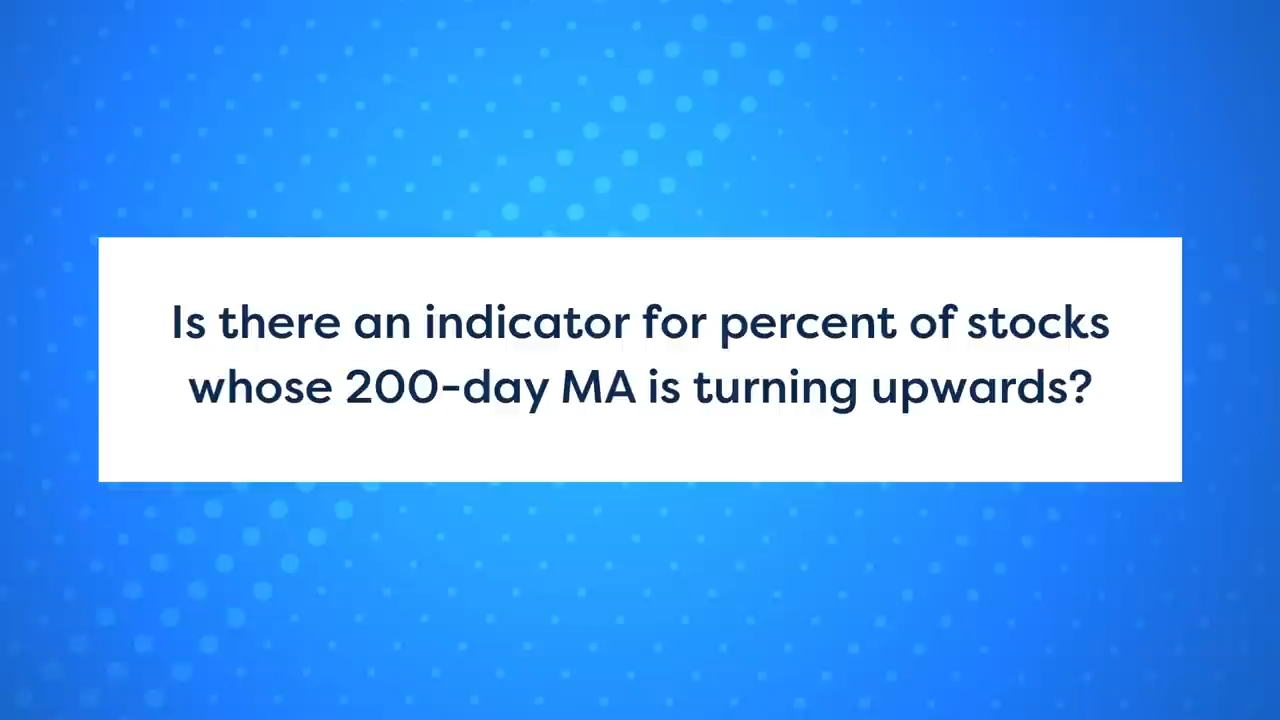 Is there an indicator for percent of stocks
whose 200-day MA is turning upwards?